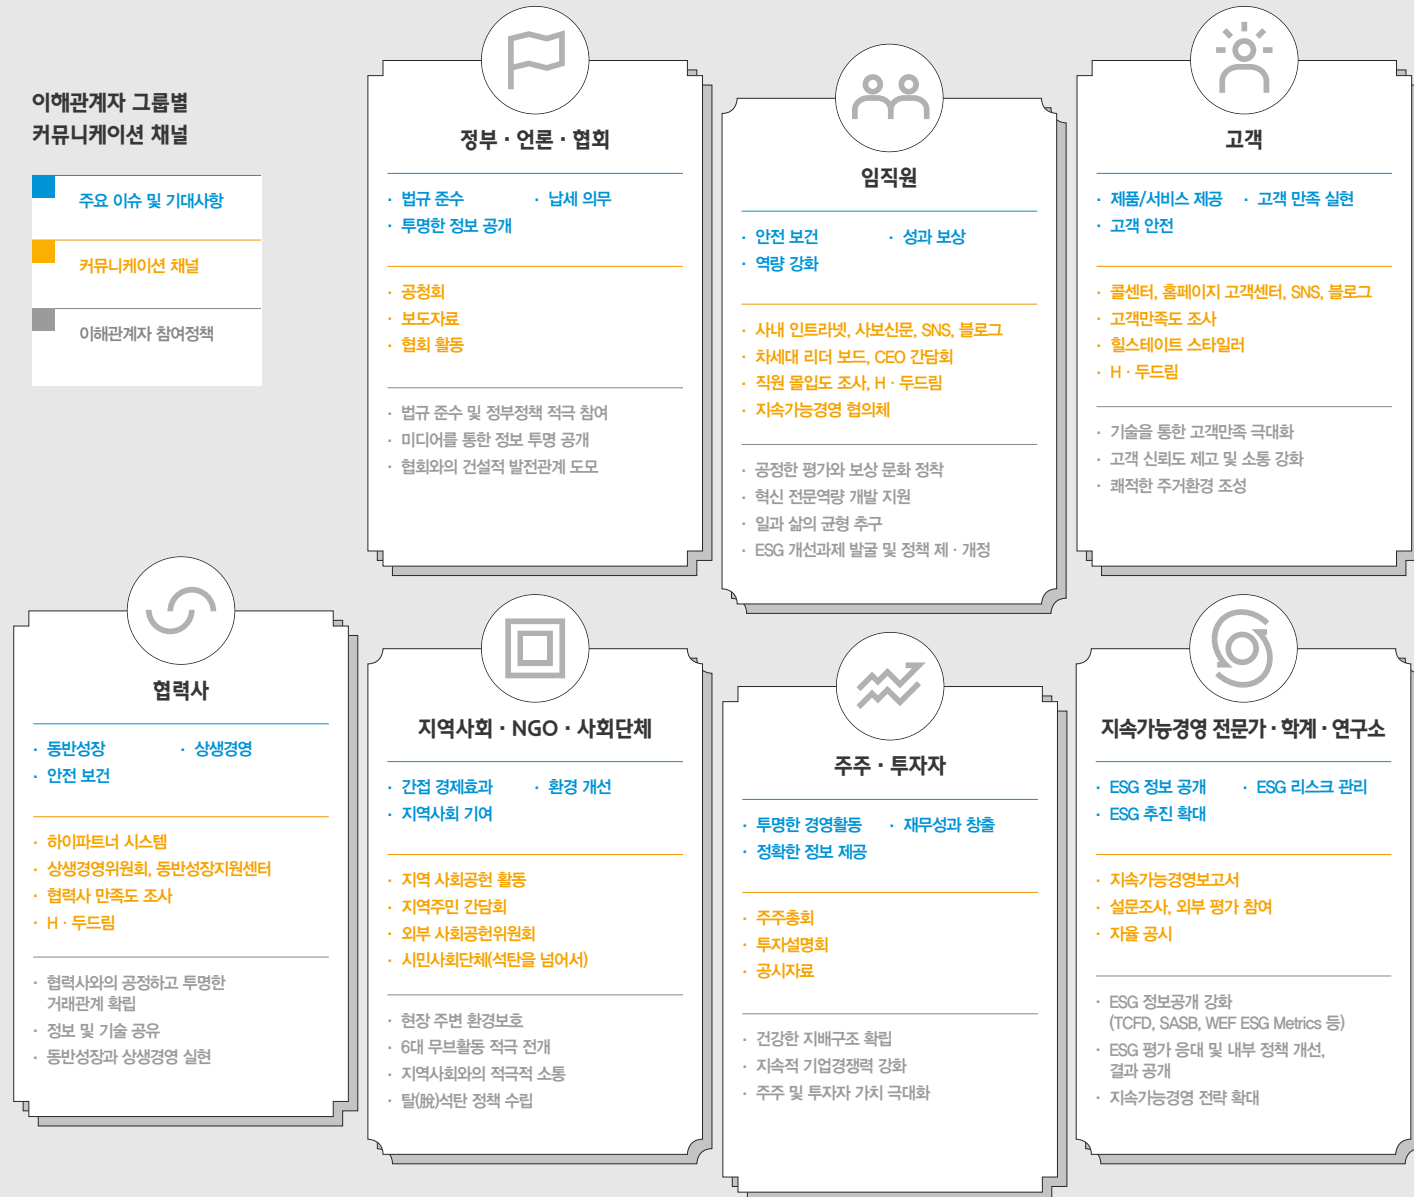 이해관계자 그룹별
커뮤니케이션 채널
주요 이슈 및 기대사항
커뮤니케이션 채널
이해관계자 참여정책
정부 · 언론 · 협회
· 법규 준수 · 납세 의무
· 투명한 정보 공개
· 공청회
· 보도자료
· 협회 활동
· 법규 준수 및 정부정책 적극 참여
· 미디어를 통한 정보 투명 공개
· 협회와의 건설적 발전관계 도모
임직원
· 안전 보건 · 성과 보상
· 역량 강화
· 사내 인트라넷, 사보신문, SNS, 블로그
· 차세대 리더 보드, CEO 간담회
· 직원 몰입도 조사, H · 두드림
· 지속가능경영 협의체
· 공정한 평가와 보상 문화 정착
· 혁신 전문역량 개발 지원
· 일과 삶의 균형 추구
· ESG 개선과제 발굴 및 정책 제 · 개정
고객
· 제품/서비스 제공 · 고객 만족 실현
· 고객 안전
· 콜센터, 홈페이지 고객센터, SNS, 블로그
· 고객만족도 조사
· 힐스테이트 스타일러
· H · 두드림
· 기술을 통한 고객만족 극대화
· 고객 신뢰도 제고 및 소통 강화
· 쾌적한 주거환경 조성
협력사
· 동반성장 · 상생경영
· 안전 보건
· 하이파트너 시스템
· 상생경영위원회, 동반성장지원센터
· 협력사 만족도 조사
· H · 두드림
· 협력사와의 공정하고 투명한
거래관계 확립
· 정보 및 기술 공유
· 동반성장과 상생경영 실현
지역사회 · NGO · 사회단체
· 간접 경제효과 · 환경 개선
· 지역사회 기여
· 지역 사회공헌 활동
· 지역주민 간담회
· 외부 사회공헌위원회
· 시민사회단체(석탄을 넘어서)
· 현장 주변 환경보호
· 6대 무브활동 적극 전개
· 지역사회와의 적극적 소통
· 탈(脫)석탄 정책 수립
주주 · 투자자
· 투명한 경영활동 · 재무성과 창출
· 정확한 정보 제공
· 주주총회
· 투자설명회
· 공시자료
· 건강한 지배구조 확립
· 지속적 기업경쟁력 강화
· 주주 및 투자자 가치 극대화
지속가능경영 전문가 · 학계 · 연구소
· ESG 정보 공개 · ESG 리스크 관리
· ESG 추진 확대
· 지속가능경영보고서
· 설문조사, 외부 평가 참여
· 자율 공시
· ESG 정보공개 강화
(TCFD, SASB, WEF ESG Metrics 등)
· ESG 평가 응대 및 내부 정책 개선,
결과 공개
· 지속가능경영 전략 확대